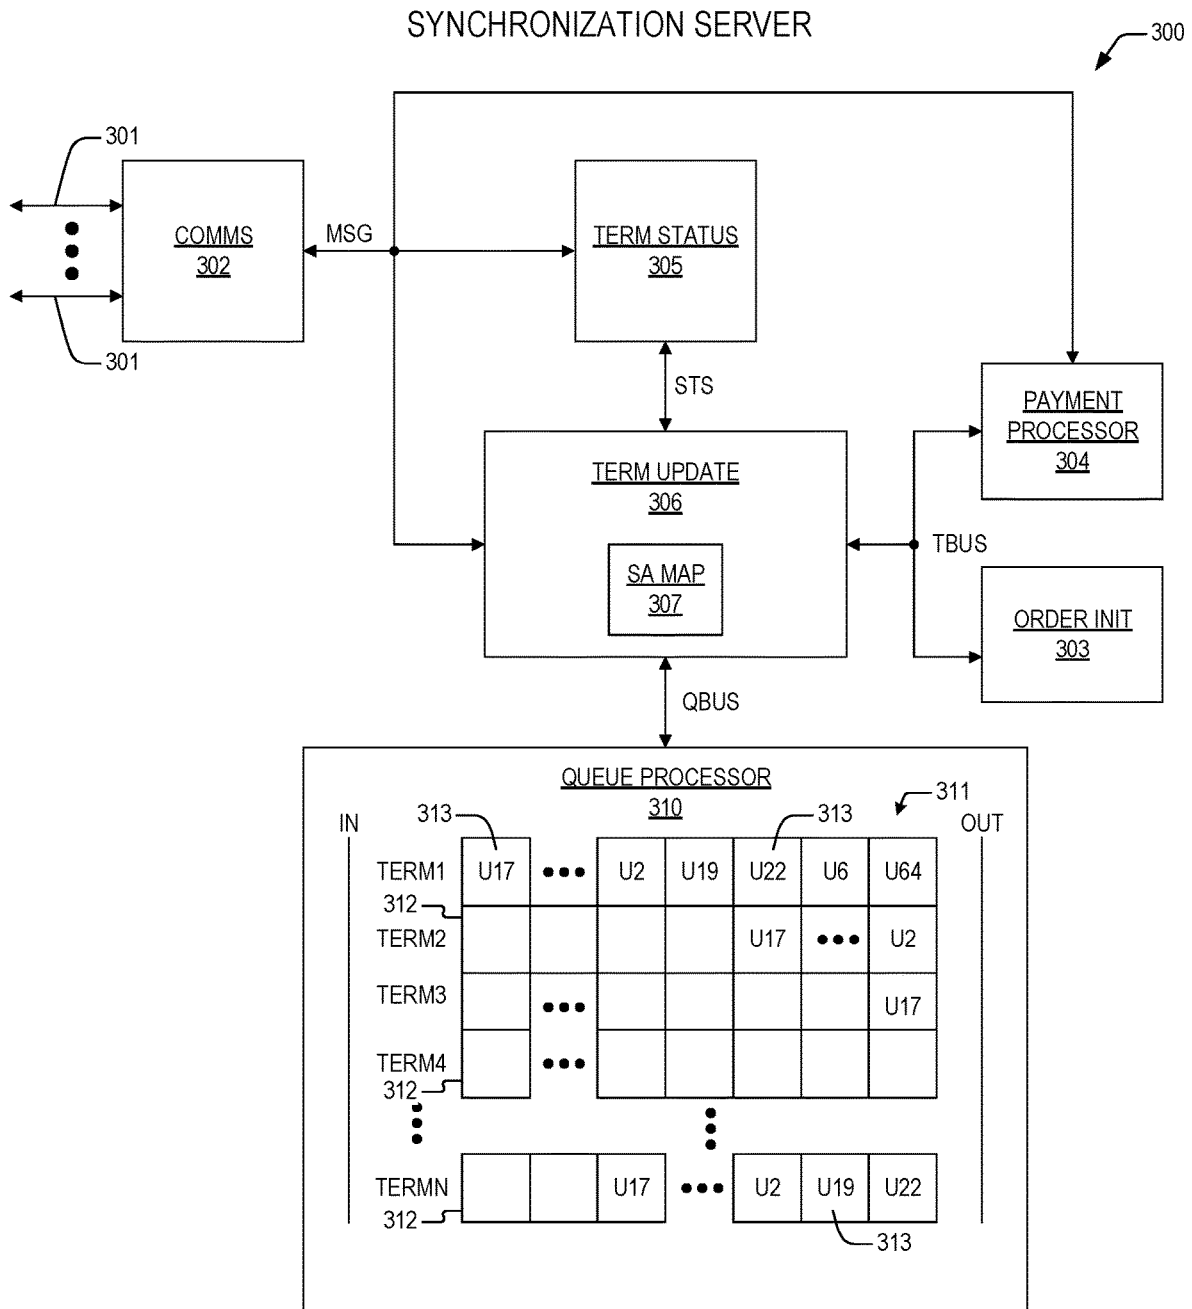 SYNCHRONIZATION SERVER
300
301
COMMS
302
MSG
TERM STATUS
305
301
STS
PAYMENT
PROCESSOR
304
TERM UPDATE
306
TBUS
SA MAP
307
ORDER INIT
303
QBUS
QUEUE PROCESSOR
310
311
313
313
IN
OUT
TERM1 U17 U2 U19 U22 U6 U64
312
TERM2 U17 U2
TERM3 U17
TERM4
312
TERMN U17 U2 U19 U22
312
313